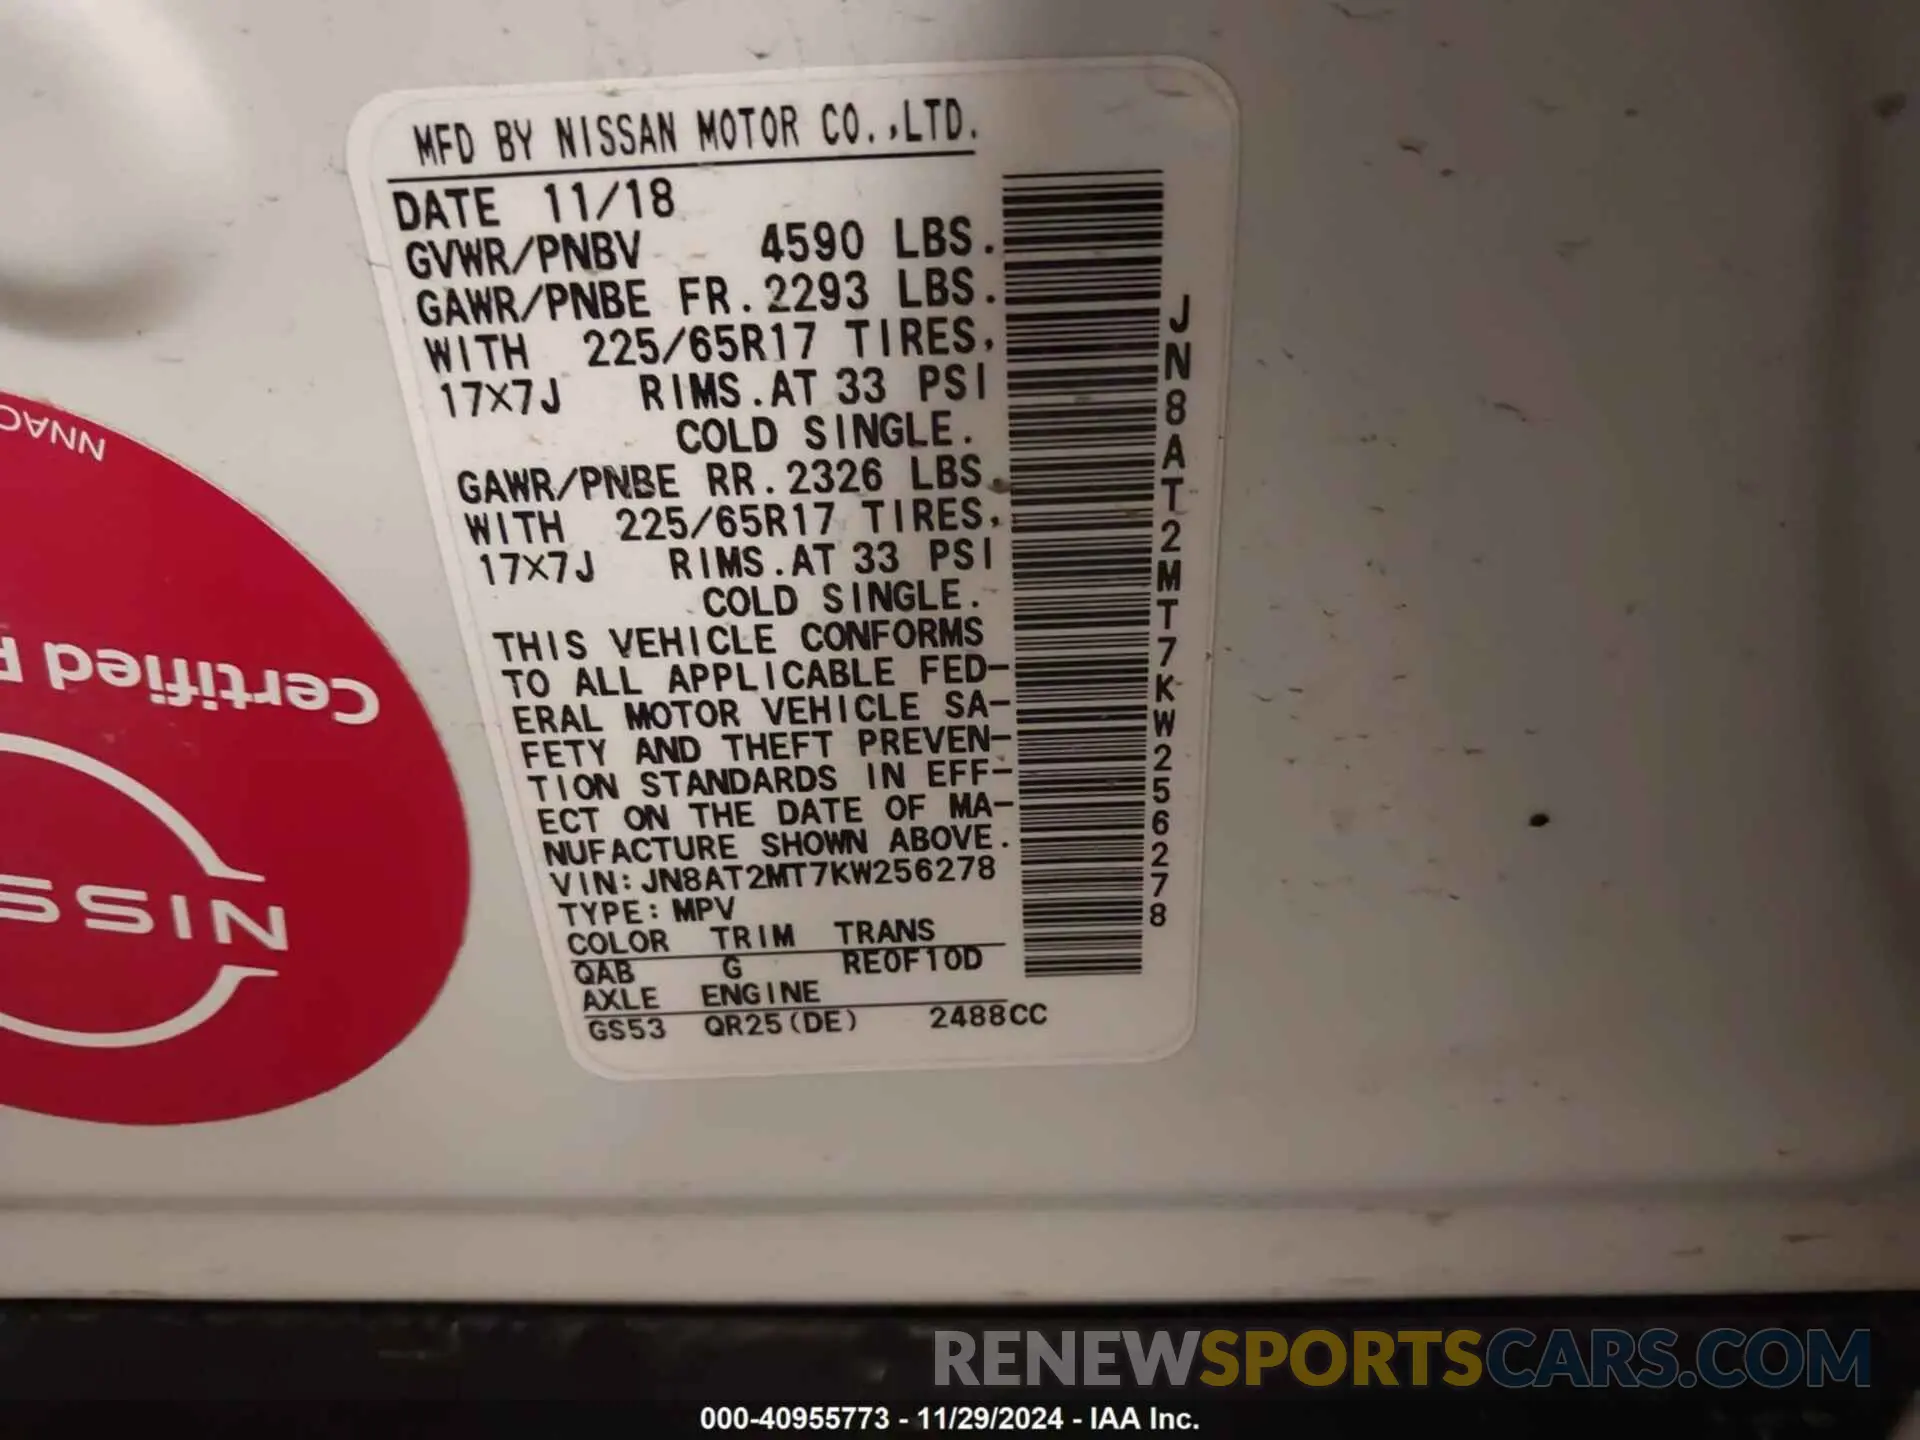 MFD BY NISSAN MOTOR CO.,LTD.
DATE 11/18
GVWR/PNBV 4590 LBS.
GAWR/PNBE FR.2293 LBS.
WITH 225/65R17 TIRES,
17X7J RIMS.AT 33 PSI
COLD SINGLE.
GAWR/PNBE RR.2326 LBS.
WITH 225/65R17 TIRES,
17X7J RIMS.AT 33 PSI
COLD SINGLE.
THIS VEHICLE CONFORMS
TO ALL APPLICABLE FED-
ERAL MOTOR VEHICLE SA-
FETY AND THEFT PREVEN-
TION STANDARDS IN EFF-
ECT ON THE DATE OF MA-
NUFACTURE SHOWN ABOVE.
VIN:JN8AT2MT7KW256278
TYPE:MPV
COLOR TRIM TRANS
QAB G RE0F10D
AXLE ENGINE
GS53 QR25(DE) 2488CC
JN8AT2MT7KW256278
Certified
RENEWSPORTSCARS.COM
000-40955773 - 11/29/2024 - IAA Inc.